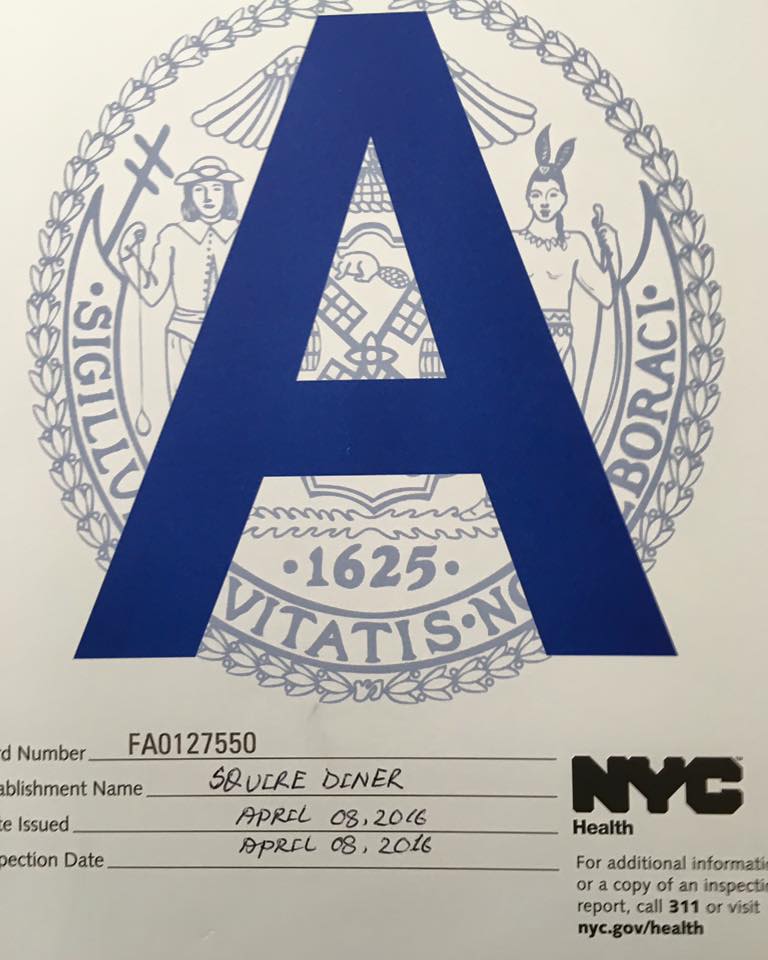 A
·SIGILLU
VITATIS·NO
BORACI·
·1625·
rd Number FA0127550
ablishment Name SQUIRE DINER
te Issued APRIL 08, 2016
pection Date APRIL 08, 2016
NYC
Health
For additional informati
or a copy of an inspecti
report, call 311 or visit
nyc.gov/health